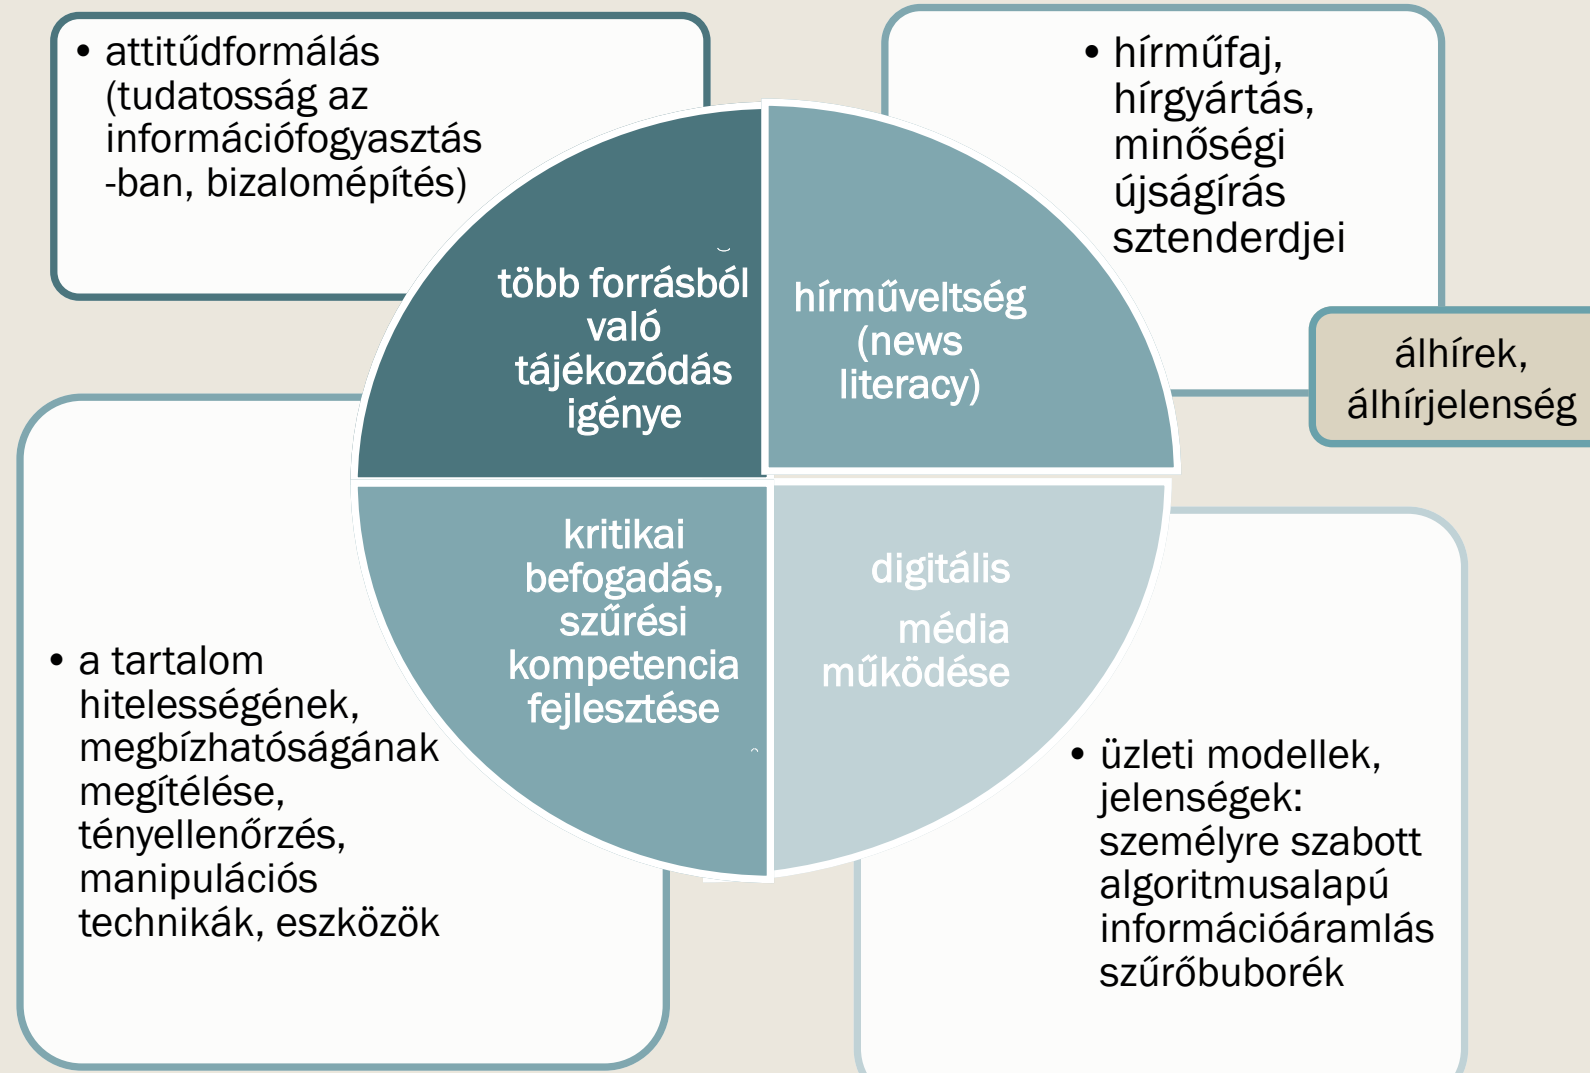 • attitűdformálás
(tudatosság az
információfogyasztás
-ban, bizalomépítés)
több forrásból
való
tájékozódás
igénye
• hírműfaj,
hírgyártás,
minőségi
újságírás
sztenderdjei
hírműveltség
(news
literacy)
álhírek,
álhírjelenség
• a tartalom
hitelességének,
megbízhatóságának
megítélése,
tényellenőrzés,
manipulációs
technikák, eszközök
kritikai
befogadás,
szűrési
kompetencia
fejlesztése
digitális
média
működése
• üzleti modellek,
jelenségek:
személyre szabott
algoritmusalapú
információáramlás
szűrőbuborék